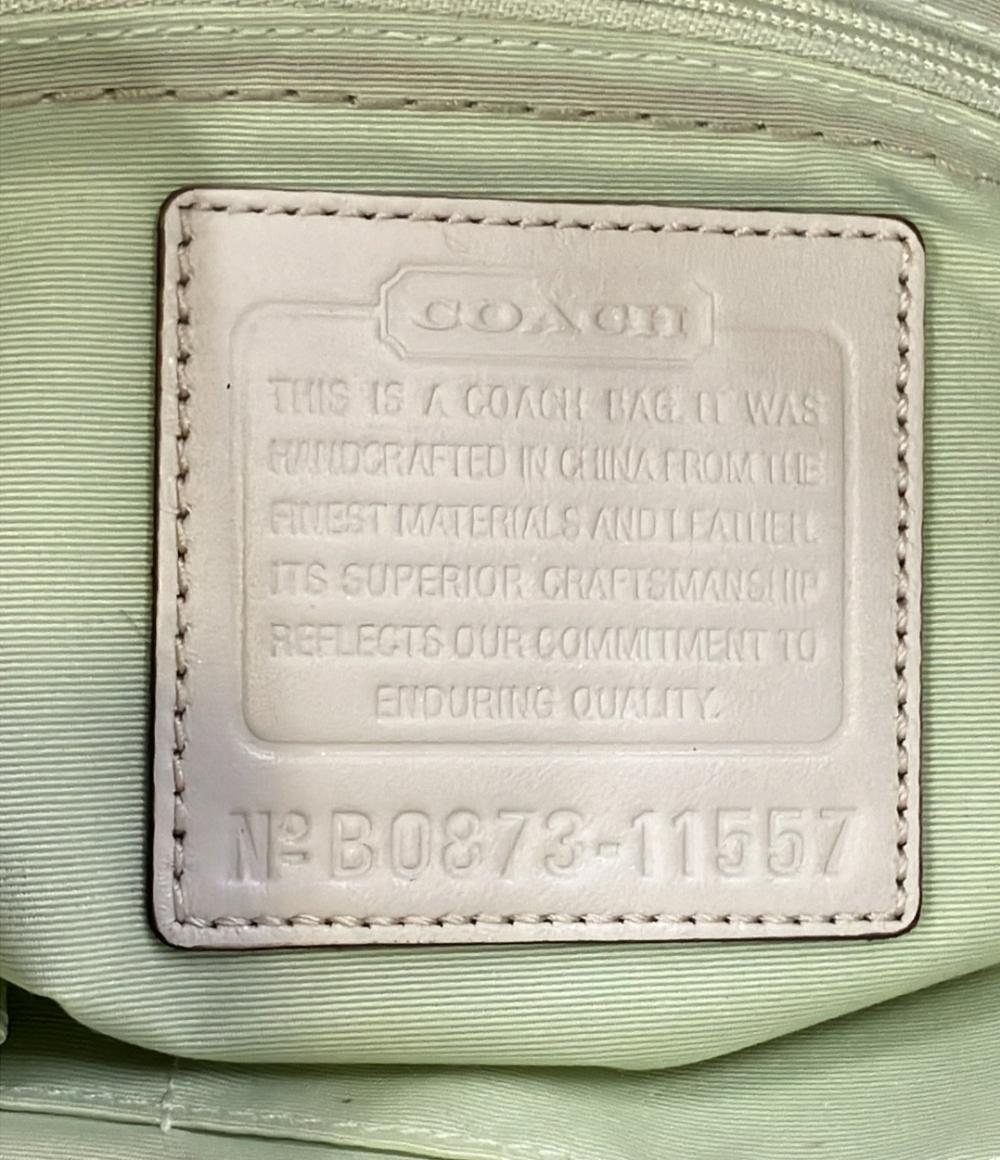 COACH
THIS IS A COACH BAG. IT WAS
HANDCRAFTED IN CHINA FROM THE
FINEST MATERIALS AND LEATHER.
ITS SUPERIOR CRAFTSMANSHIP
REFLECTS OUR COMMITMENT TO
ENDURING QUALITY.
Nº B0873-11557